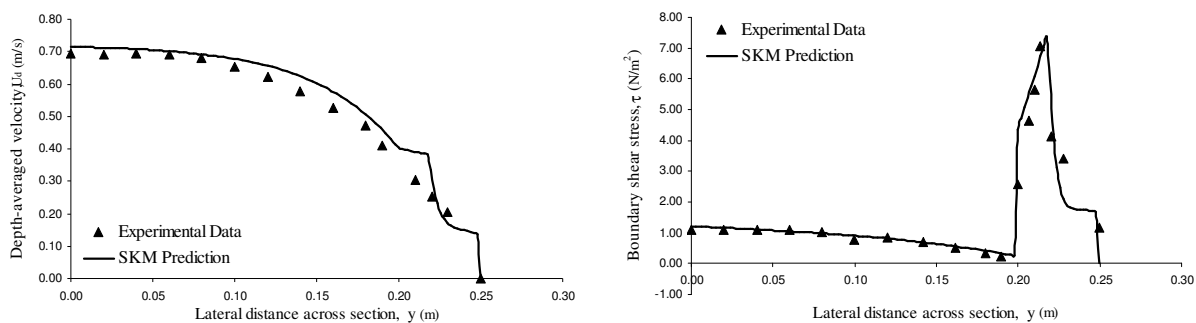 0.80
0.70
0.60
0.50
0.40
0.30
0.20
0.10
0.00
0.00 0.05 0.10 0.15 0.20 0.25 0.30
Depth-averaged velocity,Ud (m/s)
Lateral distance across section, y (m)
Experimental Data
SKM Prediction
8.00
7.00
6.00
5.00
4.00
3.00
2.00
1.00
0.00
-1.00
0.00 0.05 0.10 0.15 0.20 0.25 0.30
Boundary shear stress, τ (N/m²)
Lateral distance across section, y (m)
Experimental Data
SKM Prediction